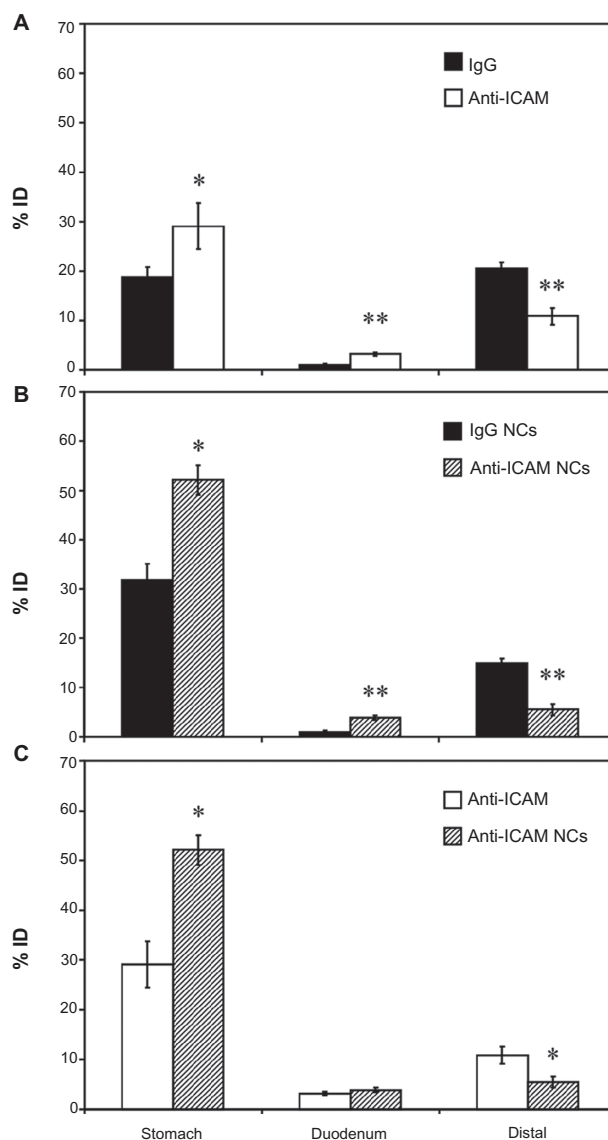 A
70
60
50
40
30
20
10
0
% ID
IgG
Anti-ICAM
*
**
**
B
70
60
50
40
30
20
10
0
% ID
IgG NCs
Anti-ICAM NCs
*
**
**
C
70
60
50
40
30
20
10
0
% ID
Anti-ICAM
Anti-ICAM NCs
*
*
Stomach Duodenum Distal